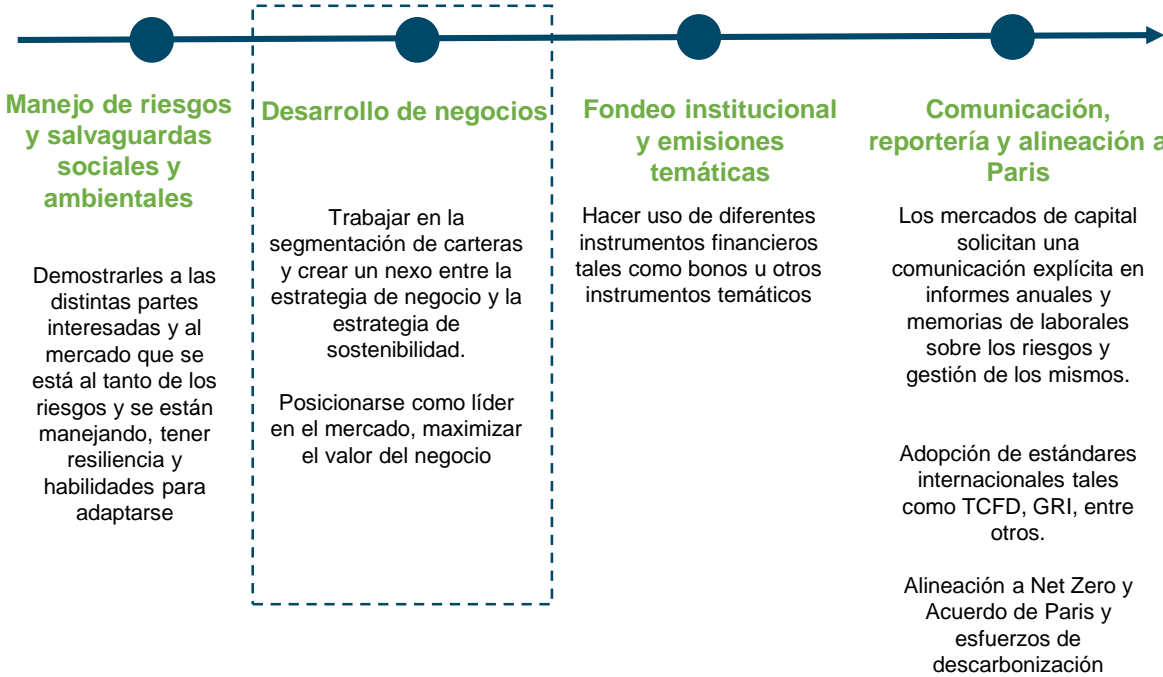 Manejo de riesgos
y salvaguardas
sociales y
ambientales
Demostrarles a las
distintas partes
interesadas y al
mercado que se
está al tanto de los
riesgos y se están
manejando, tener
resiliencia y
habilidades para
adaptarse
Desarrollo de negocios
Trabajar en la
segmentación de carteras
y crear un nexo entre la
estrategia de negocio y la
estrategia de
sostenibilidad.
Posicionarse como líder
en el mercado, maximizar
el valor del negocio
Fondeo institucional
y emisiones
temáticas
Hacer uso de diferentes
instrumentos financieros
tales como bonos u otros
instrumentos temáticos
Comunicación,
reportería y alineación a
Paris
Los mercados de capital
solicitan una
comunicación explícita en
informes anuales y
memorias de laborales
sobre los riesgos y
gestión de los mismos.
Adopción de estándares
internacionales tales
como TCFD, GRI, entre
otros.
Alineación a Net Zero y
Acuerdo de Paris y
esfuerzos de
descarbonización